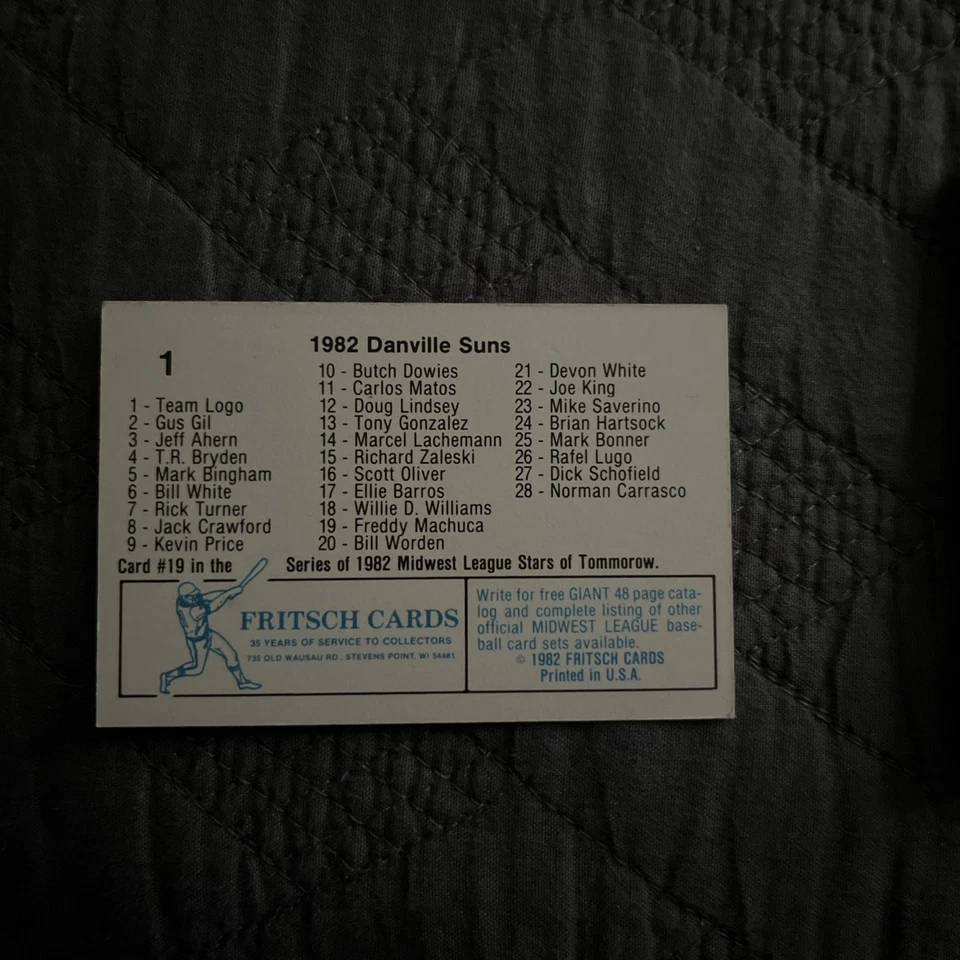 1
1982 Danville Suns
1 - Team Logo
2 - Gus Gil
3 - Jeff Ahern
4 - T.R. Bryden
5 - Mark Bingham
6 - Bill White
7 - Rick Turner
8 - Jack Crawford
9 - Kevin Price
10 - Butch Dowies
11 - Carlos Matos
12 - Doug Lindsey
13 - Tony Gonzalez
14 - Marcel Lachemann
15 - Richard Zaleski
16 - Scott Oliver
17 - Ellie Barros
18 - Willie D. Williams
19 - Freddy Machuca
20 - Bill Worden
21 - Devon White
22 - Joe King
23 - Mike Saverino
24 - Brian Hartsock
25 - Mark Bonner
26 - Rafel Lugo
27 - Dick Schofield
28 - Norman Carrasco
Card #19 in the Series of 1982 Midwest League Stars of Tommorow.
FRITSCH CARDS
35 YEARS OF SERVICE TO COLLECTORS
735 OLD WAUSAU RD., STEVENS POINT, WI 54481
Write for free GIANT 48 page cata-
log and complete listing of other
official MIDWEST LEAGUE base-
ball card sets available.
© 1982 FRITSCH CARDS
Printed in U.S.A.